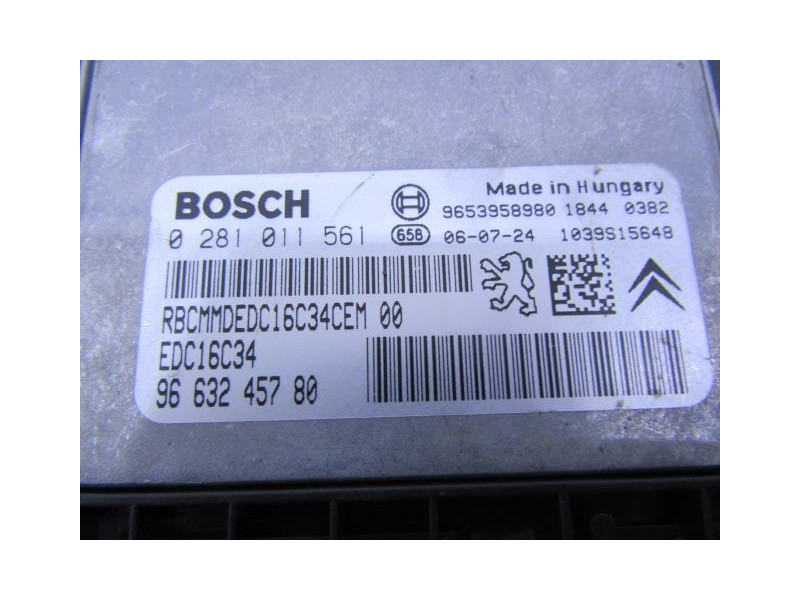 BOSCH
Made in Hungary
9653958980 1844 0382
0 281 011 561
65B 06-07-24 1039S15648
RBCMMDEDC16C34CEM 00
EDC16C34
96 632 457 80